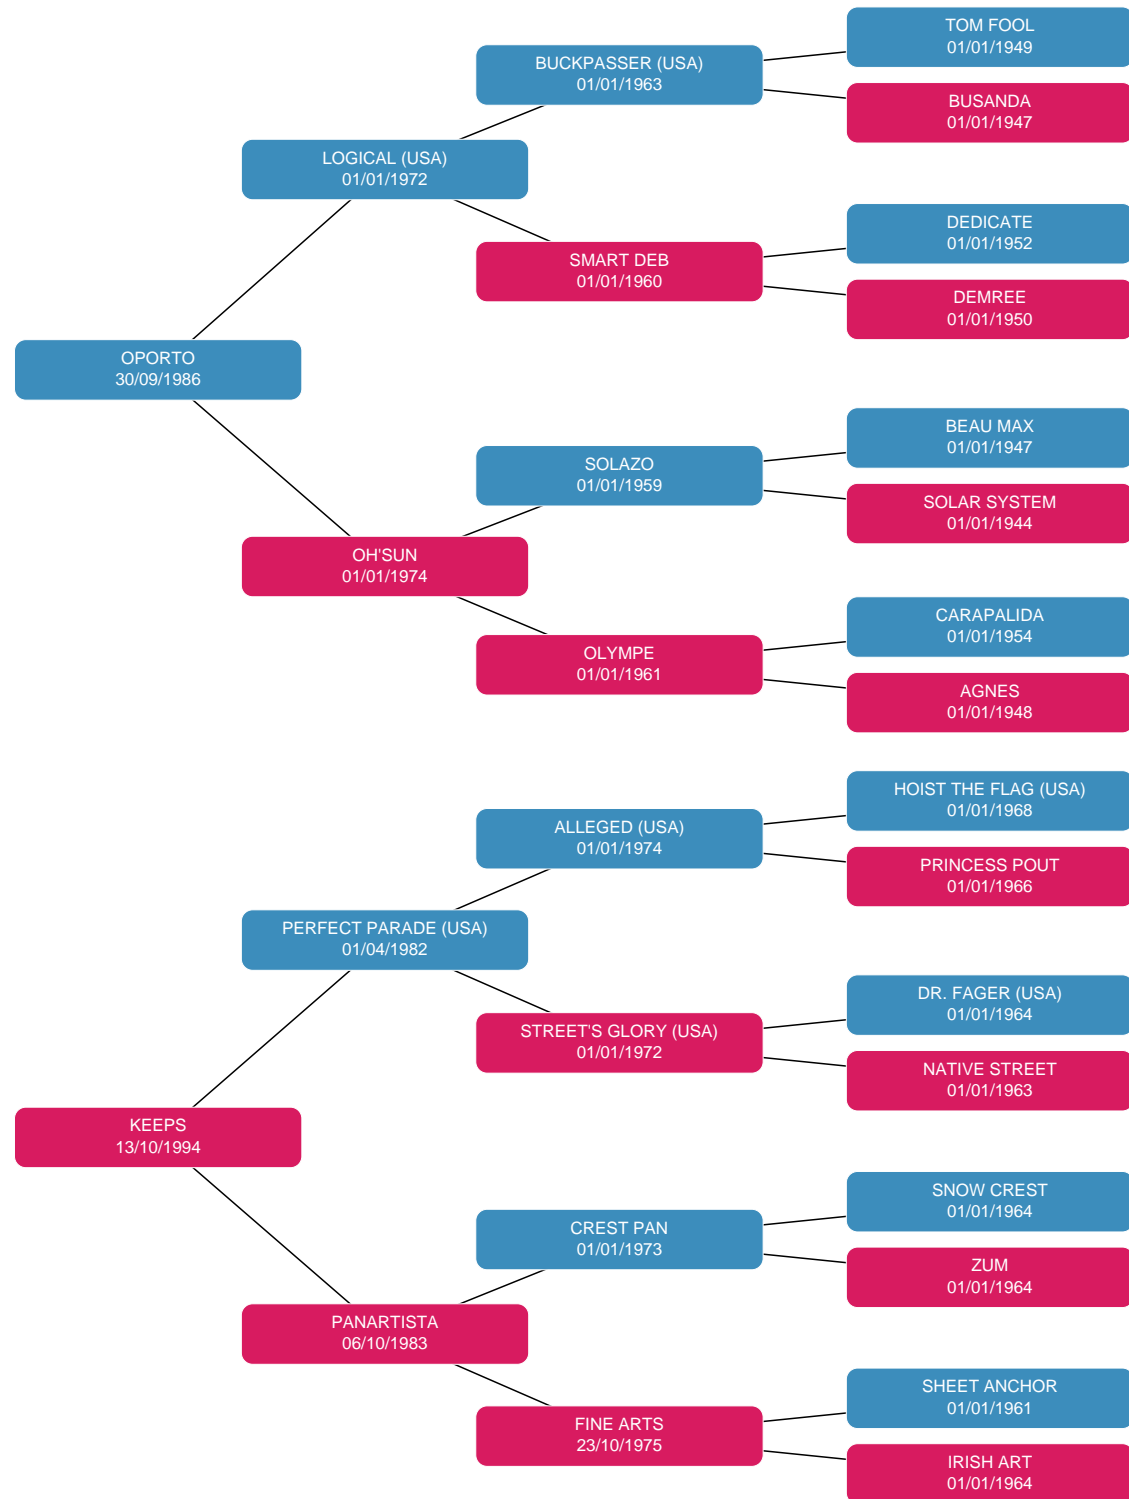 TOM FOOL
01/01/1949
BUCKPASSER (USA)
01/01/1963
BUSANDA
01/01/1947
LOGICAL (USA)
01/01/1972
DEDICATE
01/01/1952
SMART DEB
01/01/1960
DEMREE
01/01/1950
OPORTO
30/09/1986
BEAU MAX
01/01/1947
SOLAZO
01/01/1959
SOLAR SYSTEM
01/01/1944
OH'SUN
01/01/1974
CARAPALIDA
01/01/1954
OLYMPE
01/01/1961
AGNES
01/01/1948
HOIST THE FLAG (USA)
01/01/1968
ALLEGED (USA)
01/01/1974
PRINCESS POUT
01/01/1966
PERFECT PARADE (USA)
01/04/1982
DR. FAGER (USA)
01/01/1964
STREET'S GLORY (USA)
01/01/1972
NATIVE STREET
01/01/1963
KEEPS
13/10/1994
SNOW CREST
01/01/1964
CREST PAN
01/01/1973
ZUM
01/01/1964
PANARTISTA
06/10/1983
SHEET ANCHOR
01/01/1961
FINE ARTS
23/10/1975
IRISH ART
01/01/1964